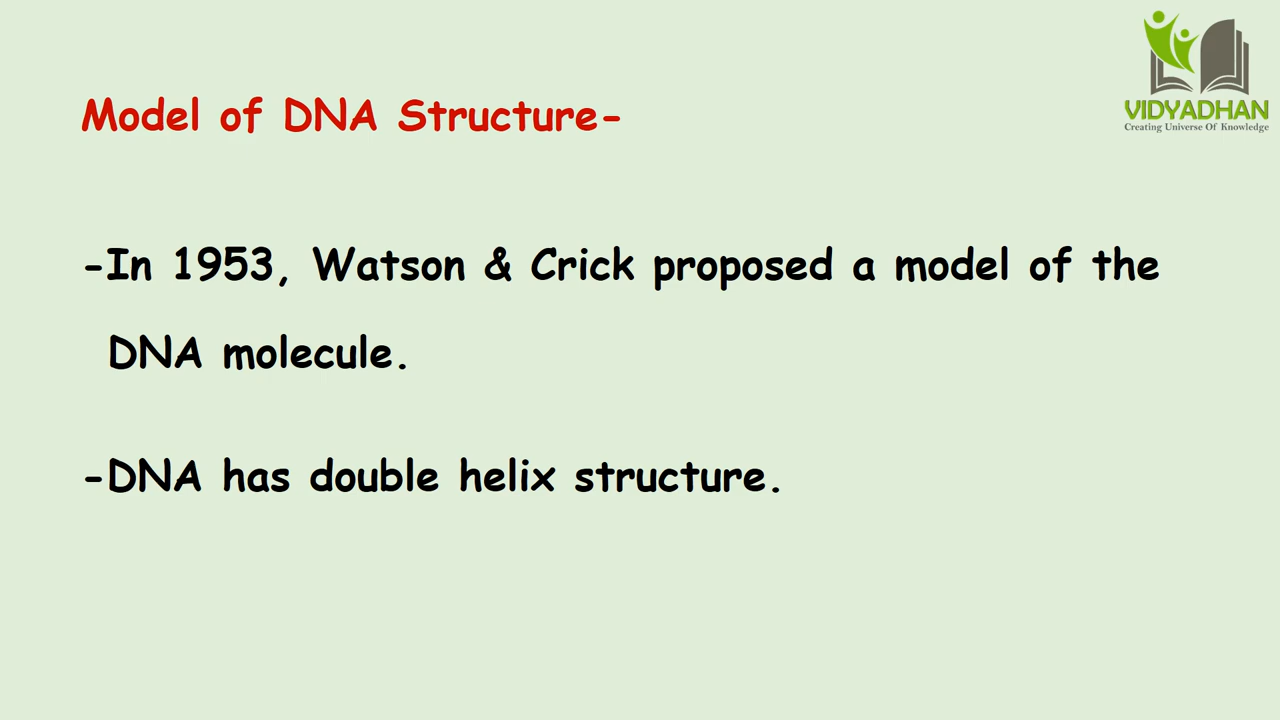 VIDYADHAN
Creating Universe Of Knowledge
Model of DNA Structure-
-In 1953, Watson & Crick proposed a model of the
DNA molecule.
-DNA has double helix structure.